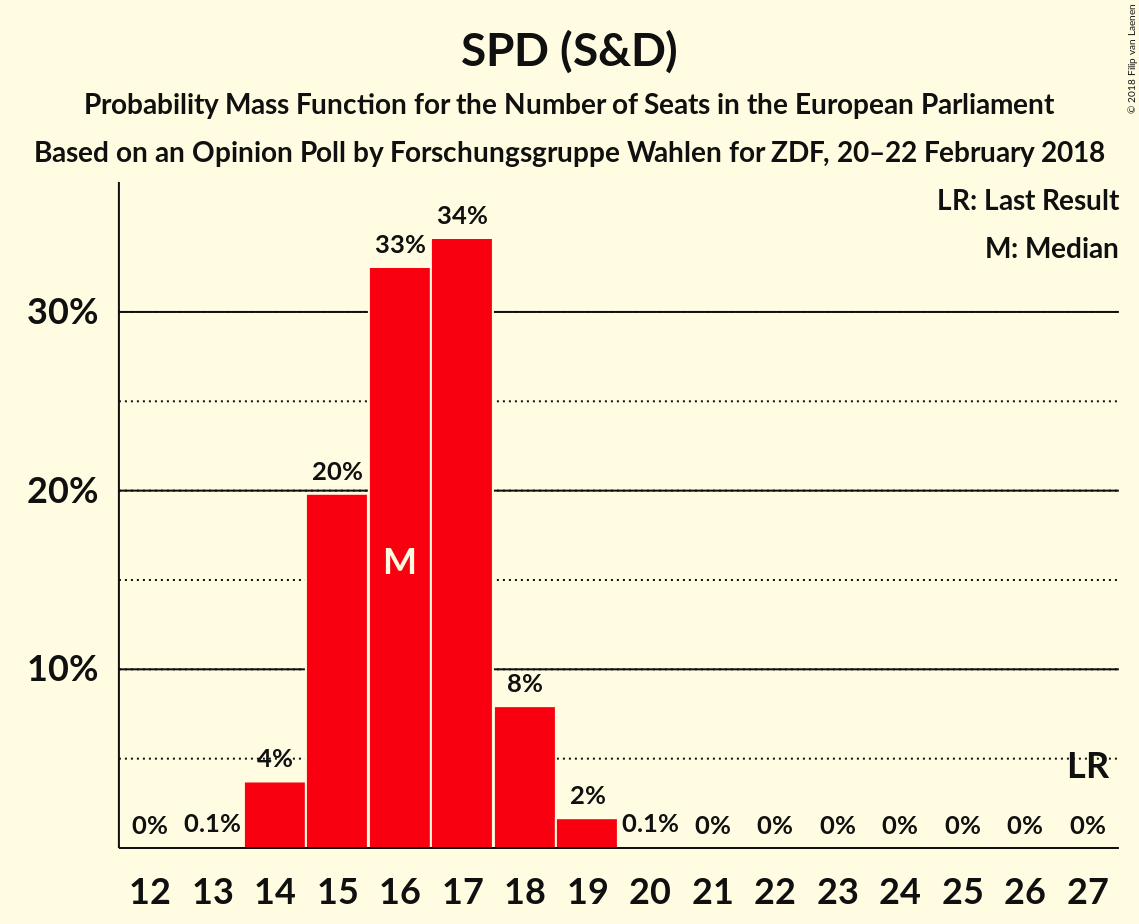 SPD (S&D)
Probability Mass Function for the Number of Seats in the European Parliament
Based on an Opinion Poll by Forschungsgruppe Wahlen for ZDF, 20–22 February 2018
© 2018 Filip van Laenen
LR: Last Result
M: Median
34%
33%
30%
20%
20%
M
10%
8%
4%
LR
2%
0% 0.1% 0.1% 0% 0% 0% 0% 0% 0% 0%
12 13 14 15 16 17 18 19 20 21 22 23 24 25 26 27